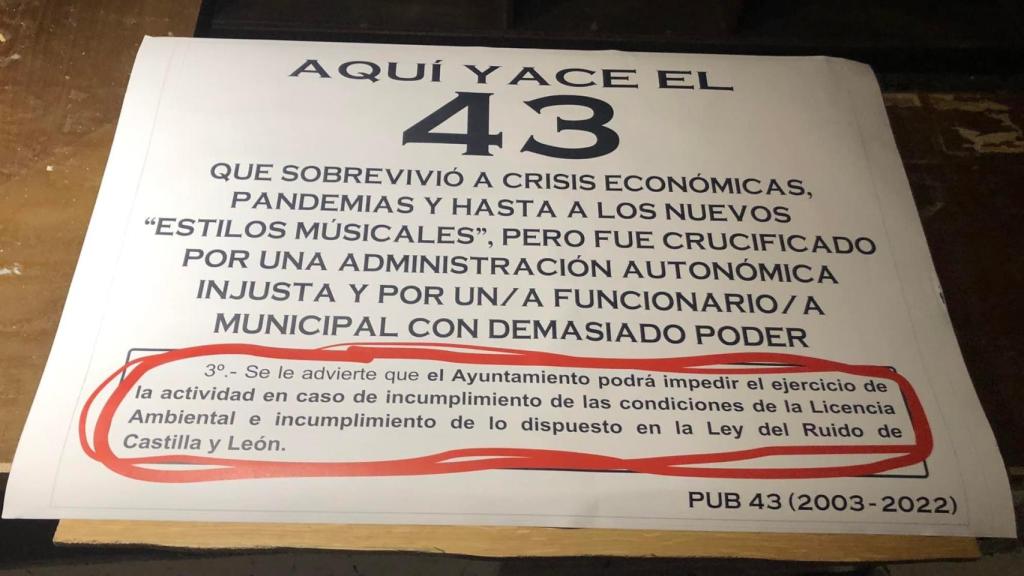 AQUÍ YACE EL
43
QUE SOBREVIVIÓ A CRISIS ECONÓMICAS,
PANDEMIAS Y HASTA A LOS NUEVOS
“ESTILOS MÚSICALES”, PERO FUE CRUCIFICADO
POR UNA ADMINISTRACIÓN AUTONÓMICA
INJUSTA Y POR UN/A FUNCIONARIO/A
MUNICIPAL CON DEMASIADO PODER
3º.- Se le advierte que el Ayuntamiento podrá impedir el ejercicio de
la actividad en caso de incumplimiento de las condiciones de la Licencia
Ambiental e incumplimiento de lo dispuesto en la Ley del Ruido de
Castilla y León.
PUB 43 (2003-2022)